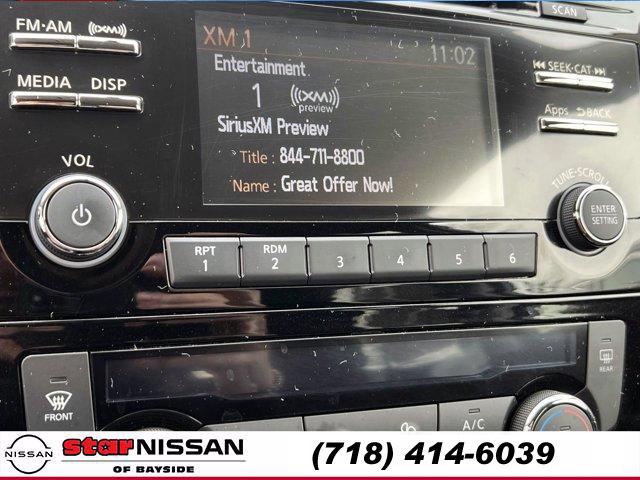 SCAN
FM·AM ((XM))
XM 1 11:02
Entertainment
1 ((XM))
preview
SiriusXM Preview
Title : 844-711-8800
Name : Great Offer Now!
MEDIA DISP
SEEK·CAT
Apps BACK
VOL
TUNE·SCROLL
ENTER
SETTING
RPT
1
RDM
2
3
4
5
6
FRONT
REAR
A/C
NISSAN
star NISSAN
OF BAYSIDE
(718) 414-6039